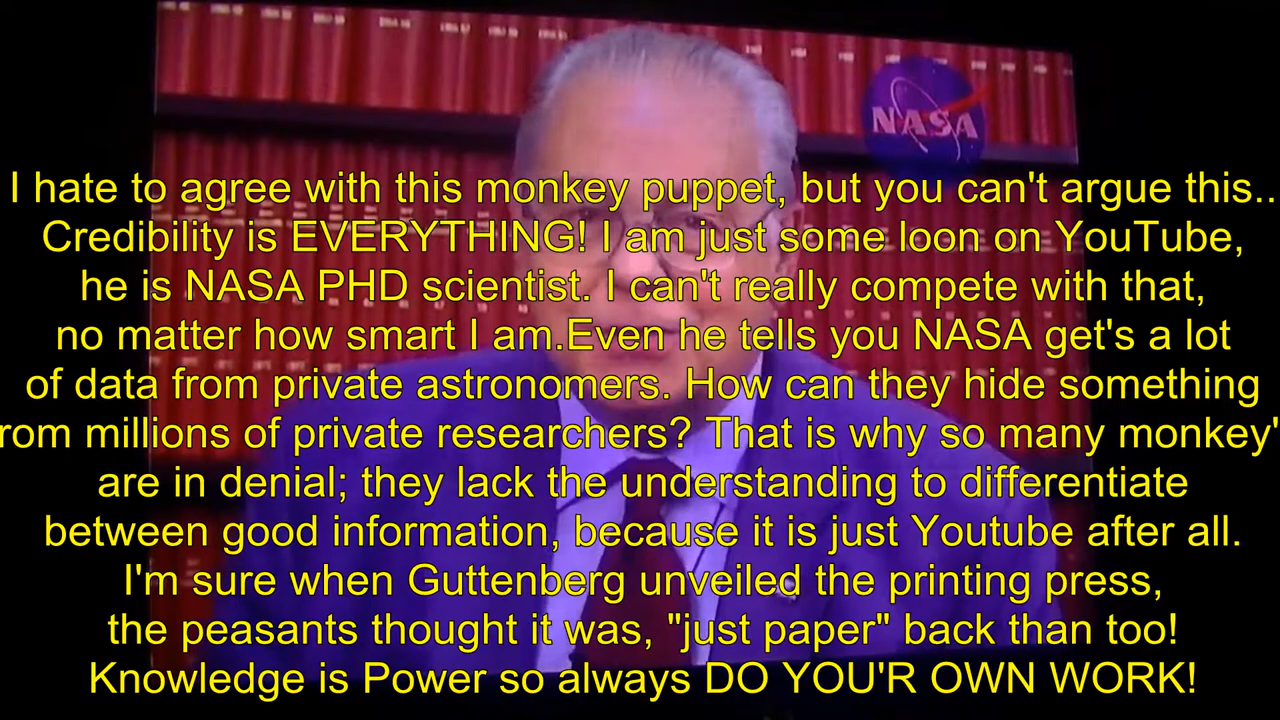 NASA
I hate to agree with this monkey puppet, but you can't argue this..
Credibility is EVERYTHING! I am just some loon on YouTube,
he is NASA PHD scientist. I can't really compete with that,
no matter how smart I am.Even he tells you NASA get's a lot
of data from private astronomers. How can they hide something
rom millions of private researchers? That is why so many monkey'
are in denial; they lack the understanding to differentiate
between good information, because it is just Youtube after all.
I'm sure when Guttenberg unveiled the printing press,
the peasants thought it was, "just paper" back than too!
Knowledge is Power so always DO YOU'R OWN WORK!